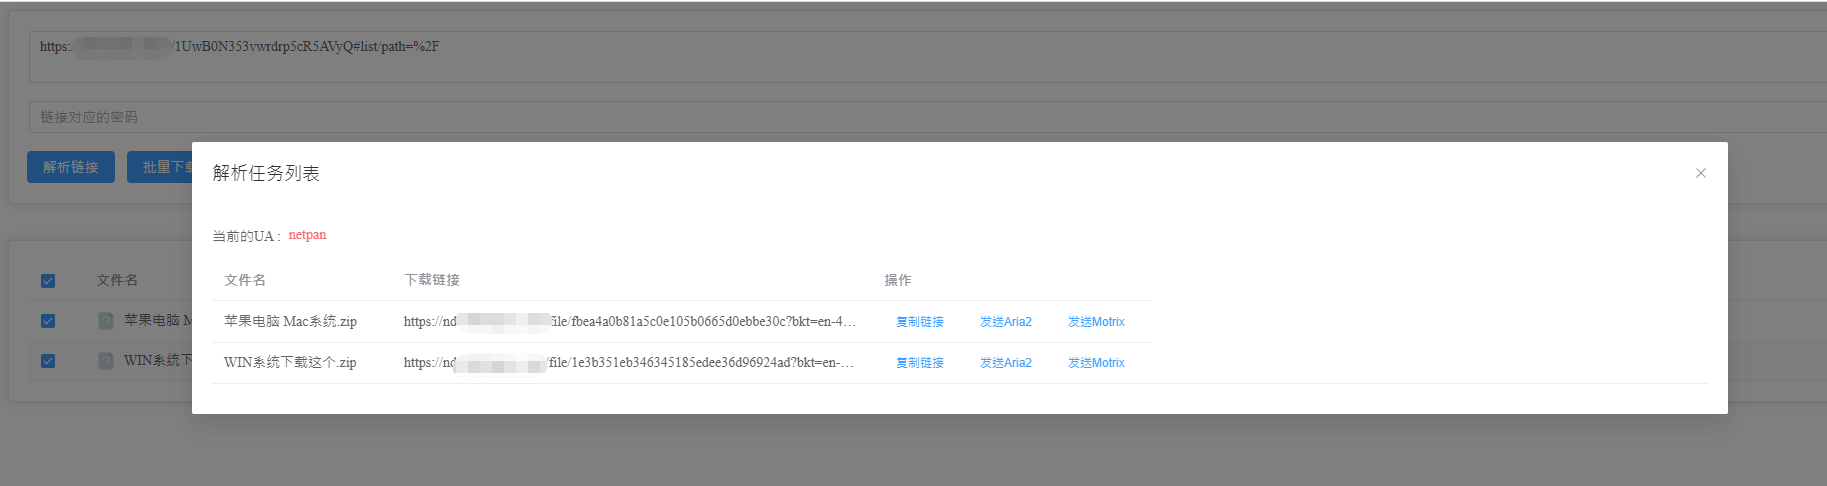 https:/1UwB0N353vwrdrp5cR5AVyQ#list/path=%2F
链接对应的密码
解析链接 批量下载
解析任务列表
当前的UA : netpan
文件名
文件名 下载链接 操作
苹果电脑 M
苹果电脑 Mac系统.zip https://nd file/fbea4a0b81a5c0e105b0665d0ebbe30c?bkt=en-4… 复制链接 发送Aria2 发送Motrix
WIN系统下
WIN系统下载这个.zip https://nd /file/1e3b351eb346345185edee36d96924ad?bkt=en-… 复制链接 发送Aria2 发送Motrix